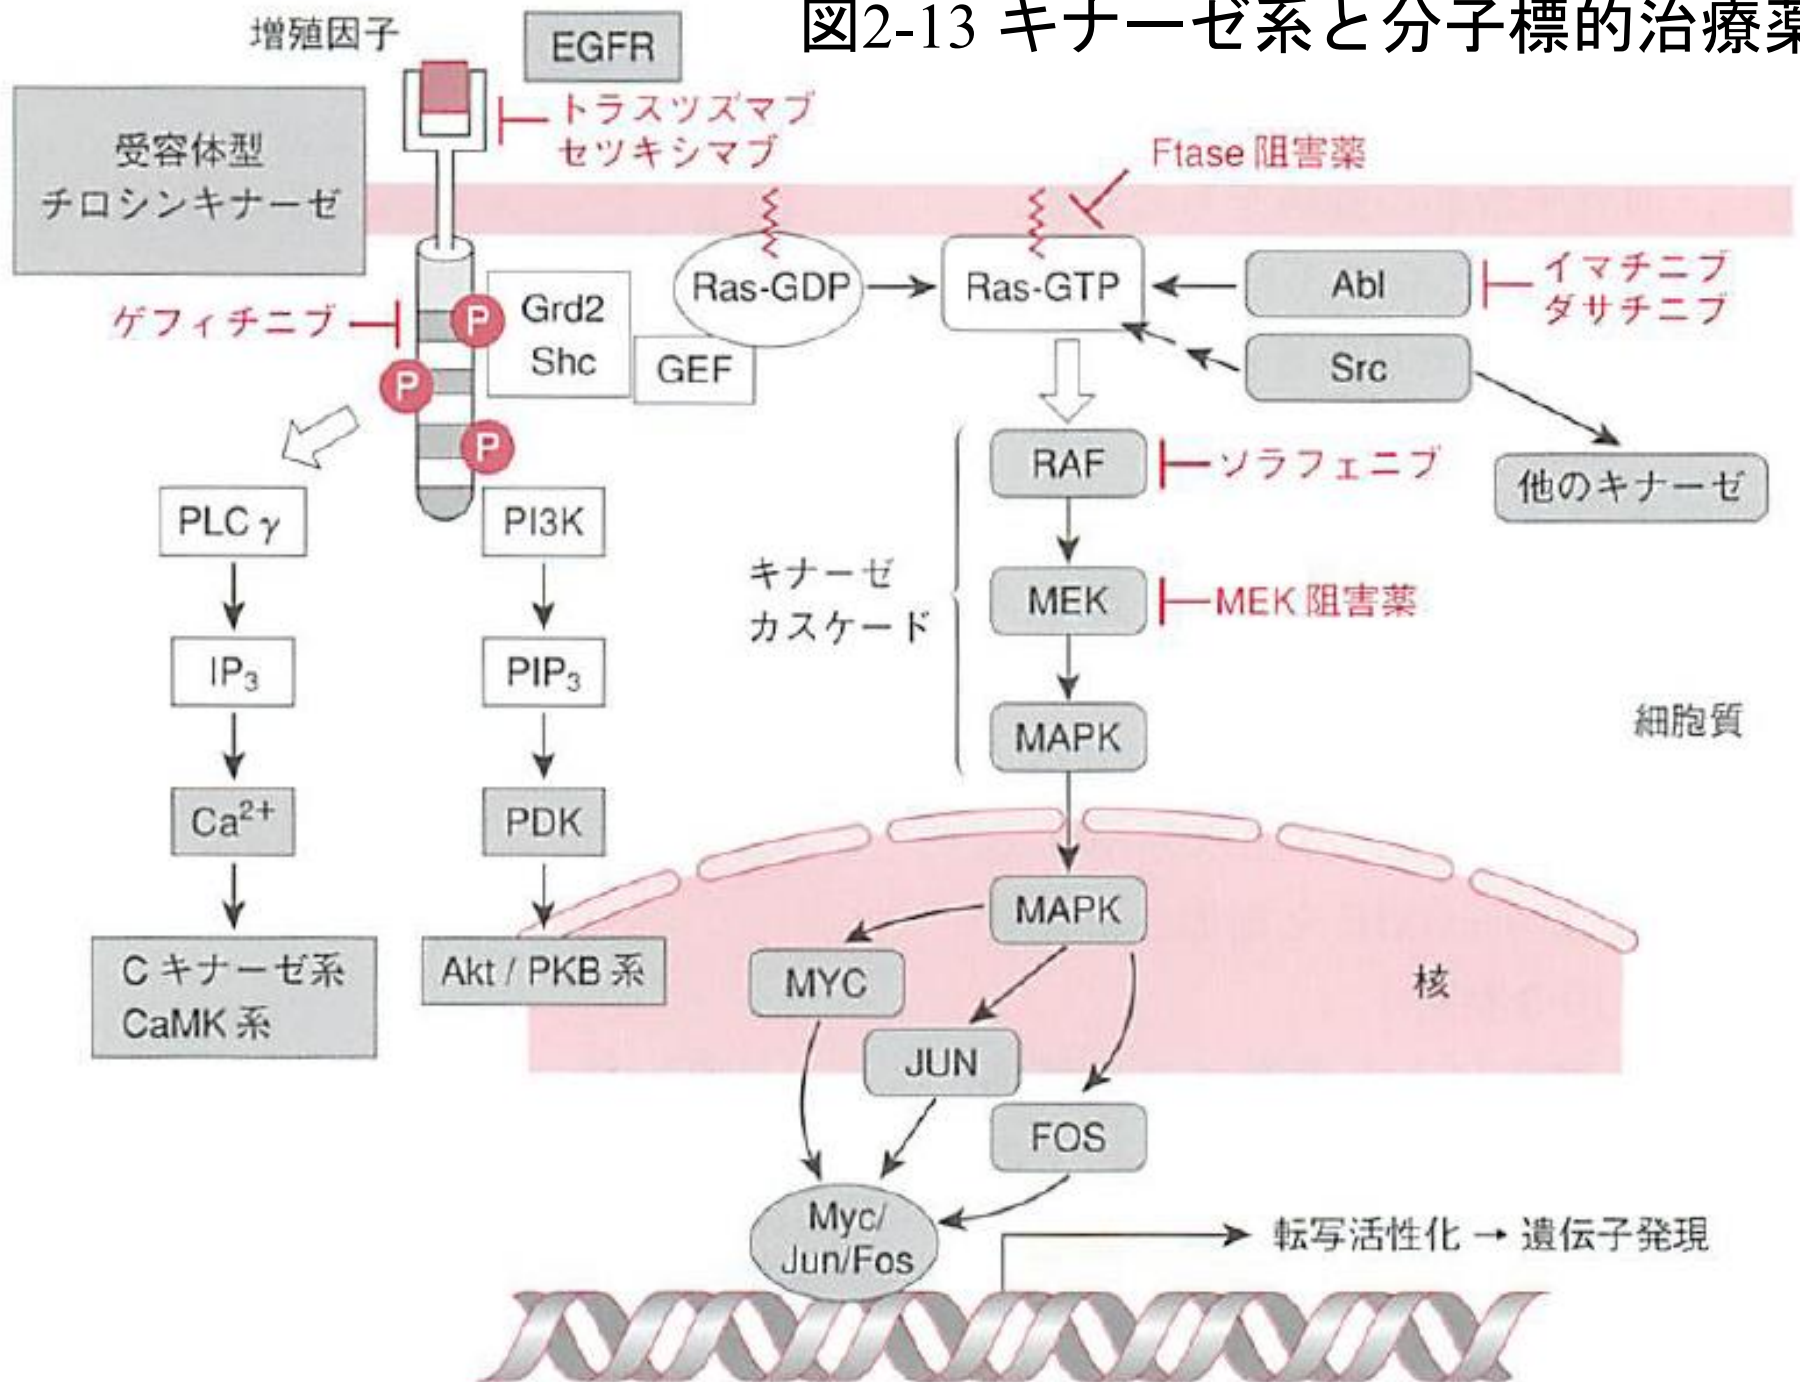 図2-13 キナーゼ系と分子標的治療薬
増殖因子
EGFR
受容体型
チロシンキナーゼ
トラスツズマブ
セツキシマブ
Ftase 阻害薬
ゲフィチニブ
P
P
P
Grd2
Shc
GEF
Ras-GDP
Ras-GTP
Abl
イマチニブ
ダサチニブ
Src
他のキナーゼ
RAF
ソラフェニブ
キナーゼ
カスケード
MEK
MEK 阻害薬
MAPK
細胞質
PLC γ
IP₃
Ca²⁺
C キナーゼ系
CaMK 系
PI3K
PIP₃
PDK
Akt / PKB 系
MAPK
核
MYC
JUN
FOS
Myc/
Jun/Fos
転写活性化 → 遺伝子発現